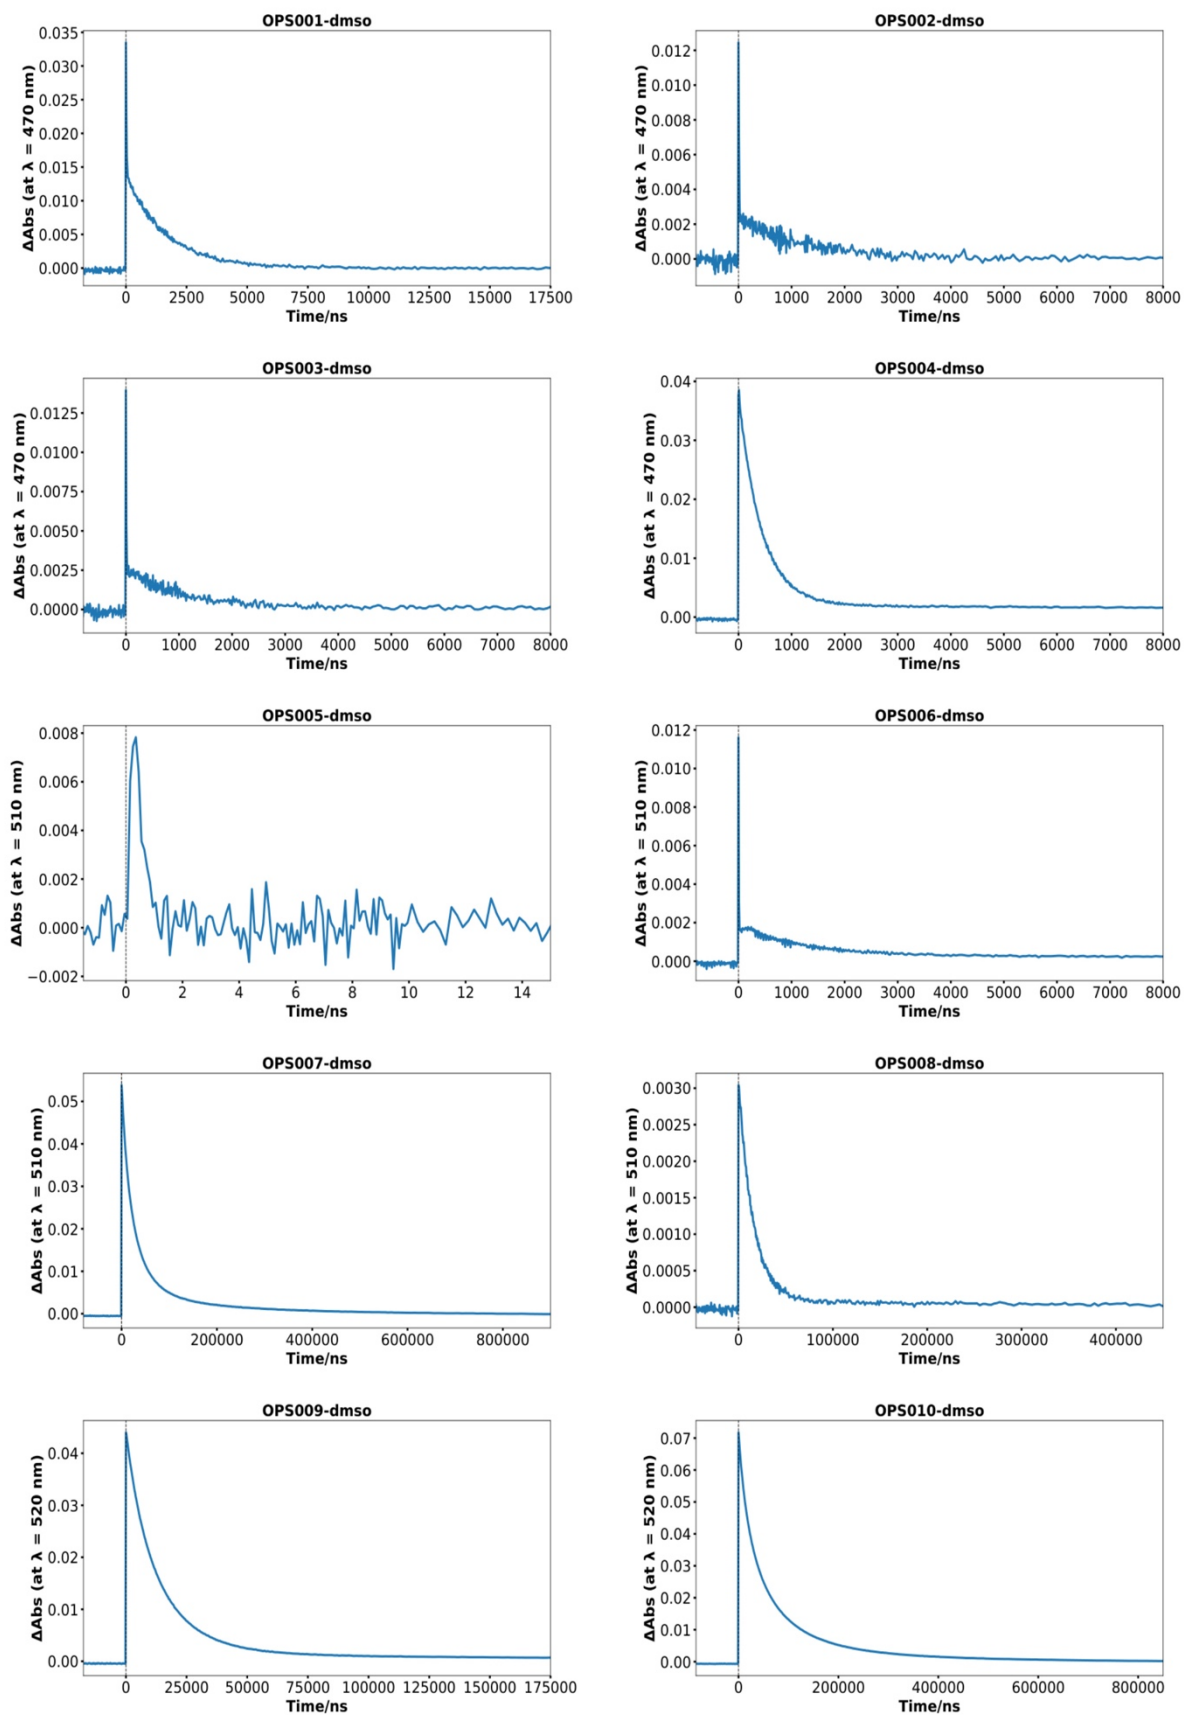 OPS001-dmso
ΔAbs (at λ = 470 nm)
0.035
0.030
0.025
0.020
0.015
0.010
0.005
0.000
0 2500 5000 7500 10000 12500 15000 17500
Time/ns
OPS002-dmso
ΔAbs (at λ = 470 nm)
0.012
0.010
0.008
0.006
0.004
0.002
0.000
0 1000 2000 3000 4000 5000 6000 7000 8000
Time/ns
OPS003-dmso
ΔAbs (at λ = 470 nm)
0.0125
0.0100
0.0075
0.0050
0.0025
0.0000
0 1000 2000 3000 4000 5000 6000 7000 8000
Time/ns
OPS004-dmso
ΔAbs (at λ = 470 nm)
0.04
0.03
0.02
0.01
0.00
0 1000 2000 3000 4000 5000 6000 7000 8000
Time/ns
OPS005-dmso
ΔAbs (at λ = 510 nm)
0.008
0.006
0.004
0.002
0.000
−0.002
0 2 4 6 8 10 12 14
Time/ns
OPS006-dmso
ΔAbs (at λ = 510 nm)
0.012
0.010
0.008
0.006
0.004
0.002
0.000
0 1000 2000 3000 4000 5000 6000 7000 8000
Time/ns
OPS007-dmso
ΔAbs (at λ = 510 nm)
0.05
0.04
0.03
0.02
0.01
0.00
0 200000 400000 600000 800000
Time/ns
OPS008-dmso
ΔAbs (at λ = 510 nm)
0.0030
0.0025
0.0020
0.0015
0.0010
0.0005
0.0000
0 100000 200000 300000 400000
Time/ns
OPS009-dmso
ΔAbs (at λ = 520 nm)
0.04
0.03
0.02
0.01
0.00
0 25000 50000 75000 100000 125000 150000 175000
Time/ns
OPS010-dmso
ΔAbs (at λ = 520 nm)
0.07
0.06
0.05
0.04
0.03
0.02
0.01
0.00
0 200000 400000 600000 800000
Time/ns